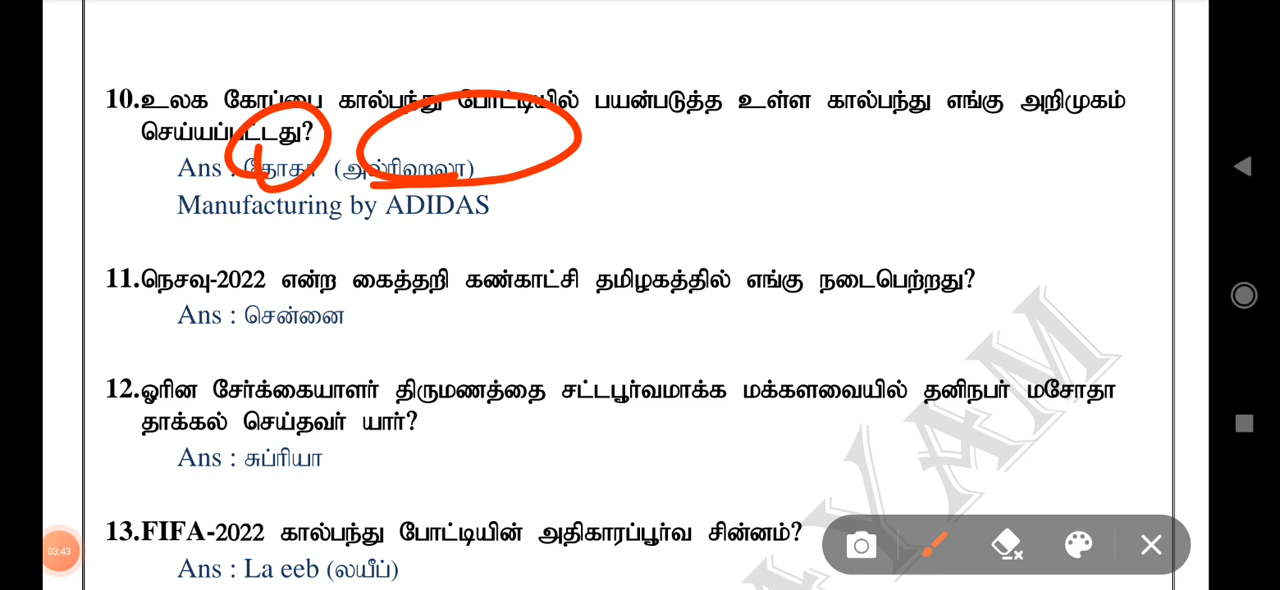 10.உலக கோப்பை கால்பந்து போட்டியில் பயன்படுத்த உள்ள கால்பந்து எங்கு அறிமுகம்
செய்யப்பட்டது?
Ans : தோகா (அல்ரிஹலா)
Manufacturing by ADIDAS
11.நெசவு-2022 என்ற கைத்தறி கண்காட்சி தமிழகத்தில் எங்கு நடைபெற்றது?
Ans : சென்னை
12.ஓரின சேர்க்கையாளர் திருமணத்தை சட்டபூர்வமாக்க மக்களவையில் தனிநபர் மசோதா
தாக்கல் செய்தவர் யார்?
Ans : சுப்ரியா
13.FIFA-2022 கால்பந்து போட்டியின் அதிகாரப்பூர்வ சின்னம்?
Ans : La eeb (லயீப்)
03:43